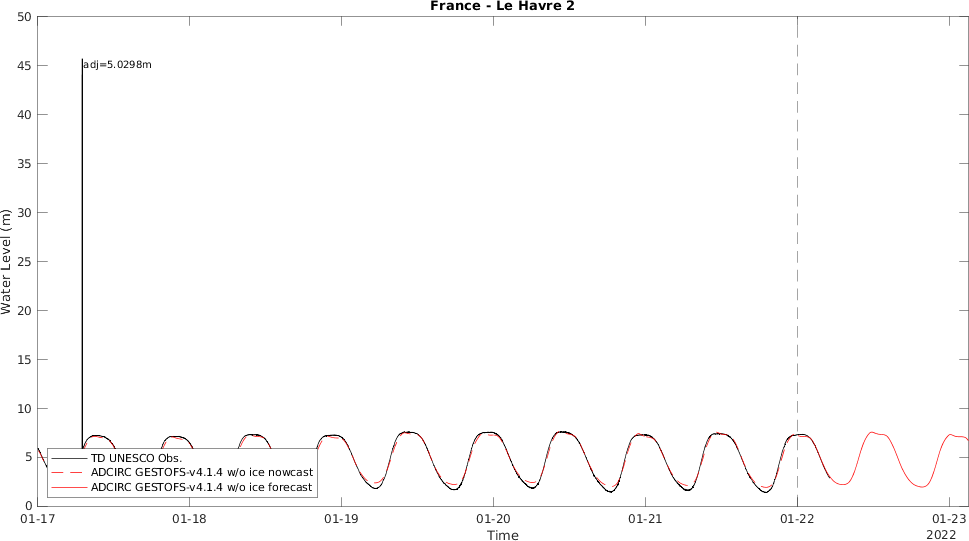 France - Le Havre 2
50
45
40
35
30
25
20
15
10
5
0
Water Level (m)
adj=5.0298m
TD UNESCO Obs.
ADCIRC GESTOFS-v4.1.4 w/o ice nowcast
ADCIRC GESTOFS-v4.1.4 w/o ice forecast
01-17 01-18 01-19 01-20 01-21 01-22 01-23
Time
2022